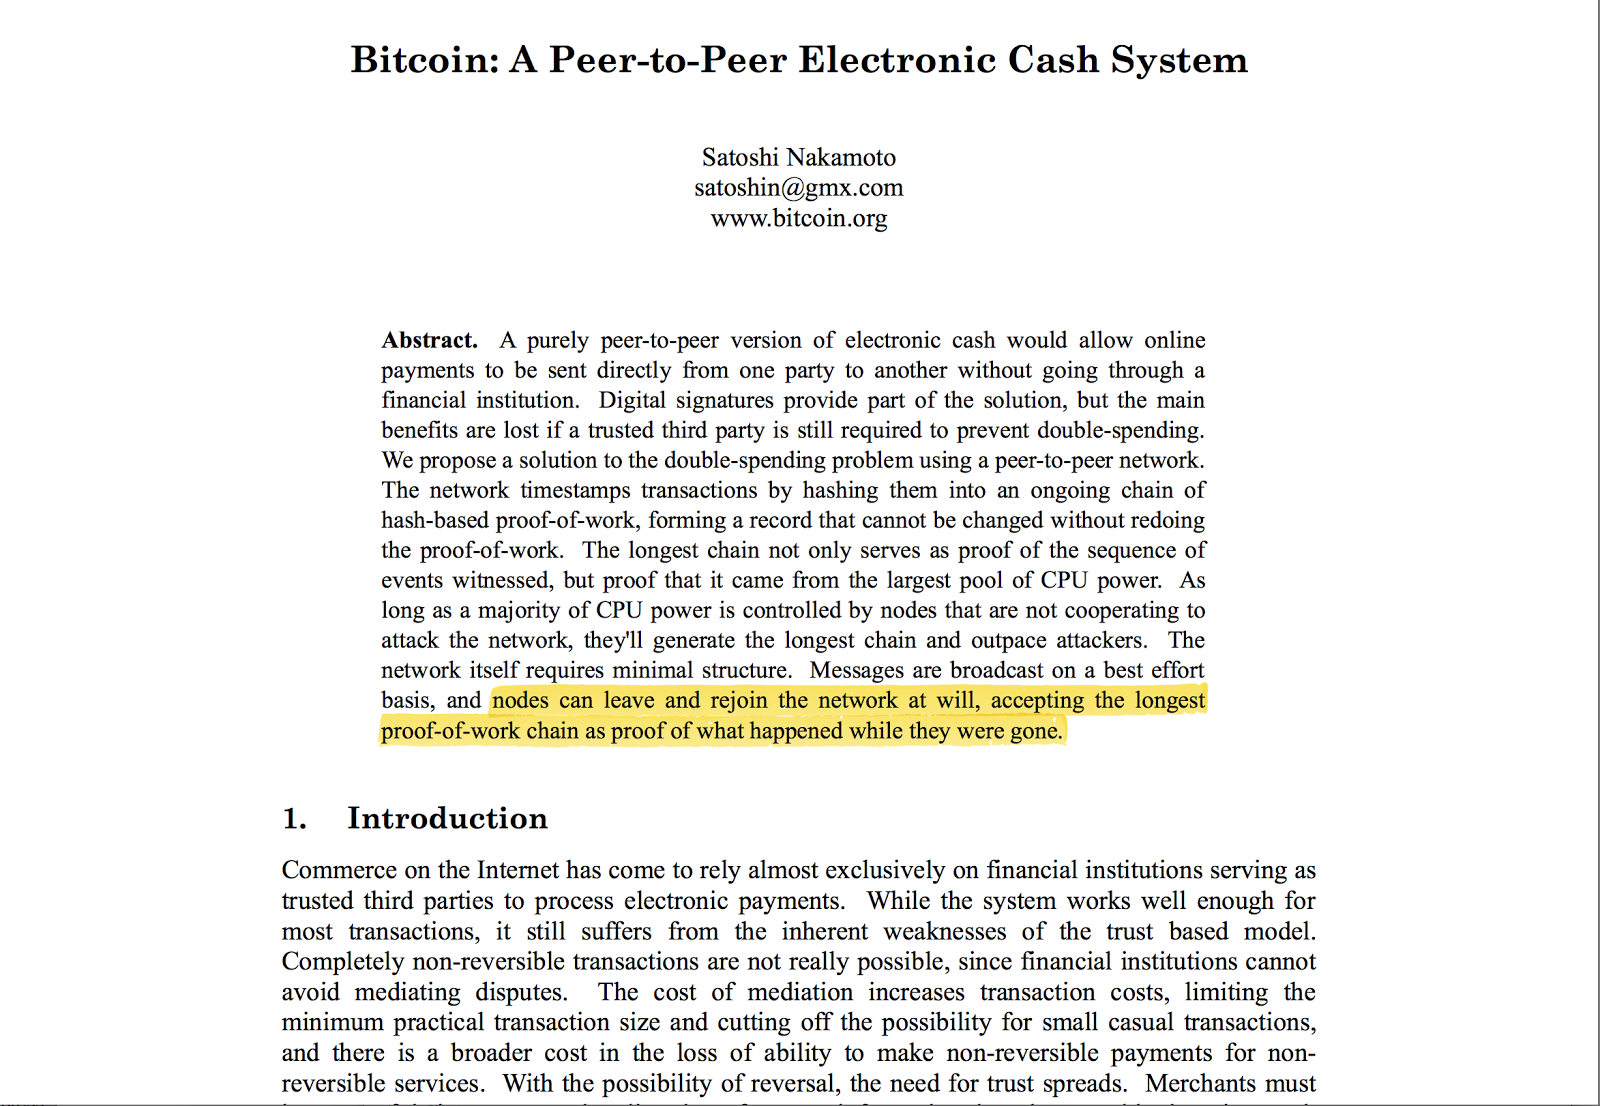 Bitcoin: A Peer-to-Peer Electronic Cash System
Satoshi Nakamoto
satoshin@gmx.com
www.bitcoin.org
Abstract. A purely peer-to-peer version of electronic cash would allow online
payments to be sent directly from one party to another without going through a
financial institution. Digital signatures provide part of the solution, but the main
benefits are lost if a trusted third party is still required to prevent double-spending.
We propose a solution to the double-spending problem using a peer-to-peer network.
The network timestamps transactions by hashing them into an ongoing chain of
hash-based proof-of-work, forming a record that cannot be changed without redoing
the proof-of-work. The longest chain not only serves as proof of the sequence of
events witnessed, but proof that it came from the largest pool of CPU power. As
long as a majority of CPU power is controlled by nodes that are not cooperating to
attack the network, they'll generate the longest chain and outpace attackers. The
network itself requires minimal structure. Messages are broadcast on a best effort
basis, and nodes can leave and rejoin the network at will, accepting the longest
proof-of-work chain as proof of what happened while they were gone.
1. Introduction
Commerce on the Internet has come to rely almost exclusively on financial institutions serving as
trusted third parties to process electronic payments. While the system works well enough for
most transactions, it still suffers from the inherent weaknesses of the trust based model.
Completely non-reversible transactions are not really possible, since financial institutions cannot
avoid mediating disputes. The cost of mediation increases transaction costs, limiting the
minimum practical transaction size and cutting off the possibility for small casual transactions,
and there is a broader cost in the loss of ability to make non-reversible payments for non-
reversible services. With the possibility of reversal, the need for trust spreads. Merchants must